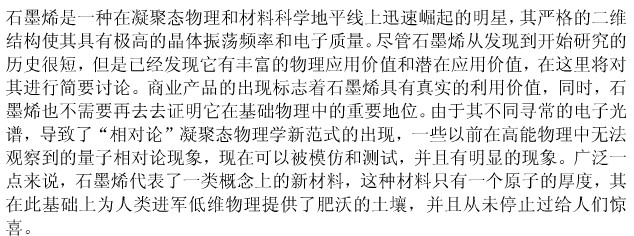 石墨烯是一种在凝聚态物理和材料科学地平线上迅速崛起的明星，其严格的二维
结构使其具有极高的晶体振荡频率和电子质量。尽管石墨烯从发现到开始研究的
历史很短，但是已经发现它有丰富的物理应用价值和潜在应用价值，在这里将对
其进行简要讨论。商业产品的出现标志着石墨烯具有真实的利用价值，同时，石
墨烯也不需要再去去证明它在基础物理中的重要地位。由于其不同寻常的电子光
谱，导致了“相对论”凝聚态物理学新范式的出现，一些以前在高能物理中无法
观察到的量子相对论现象，现在可以被模仿和测试，并且有明显的现象。广泛一
点来说，石墨烯代表了一类概念上的新材料，这种材料只有一个原子的厚度，其
在此基础上为人类进军低维物理提供了肥沃的土壤，并且从未停止过给人们惊
喜。